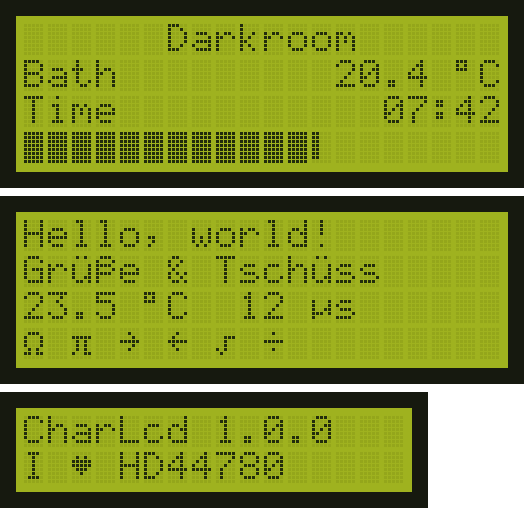 Darkroom
Bath 20.4 °C
Time 07:42
Hello, world!
Grüße & Tschüss
23.5 °C 12 µs
Ω π → ← √ ÷
CharLcd 1.0.0
I ♥ HD44780